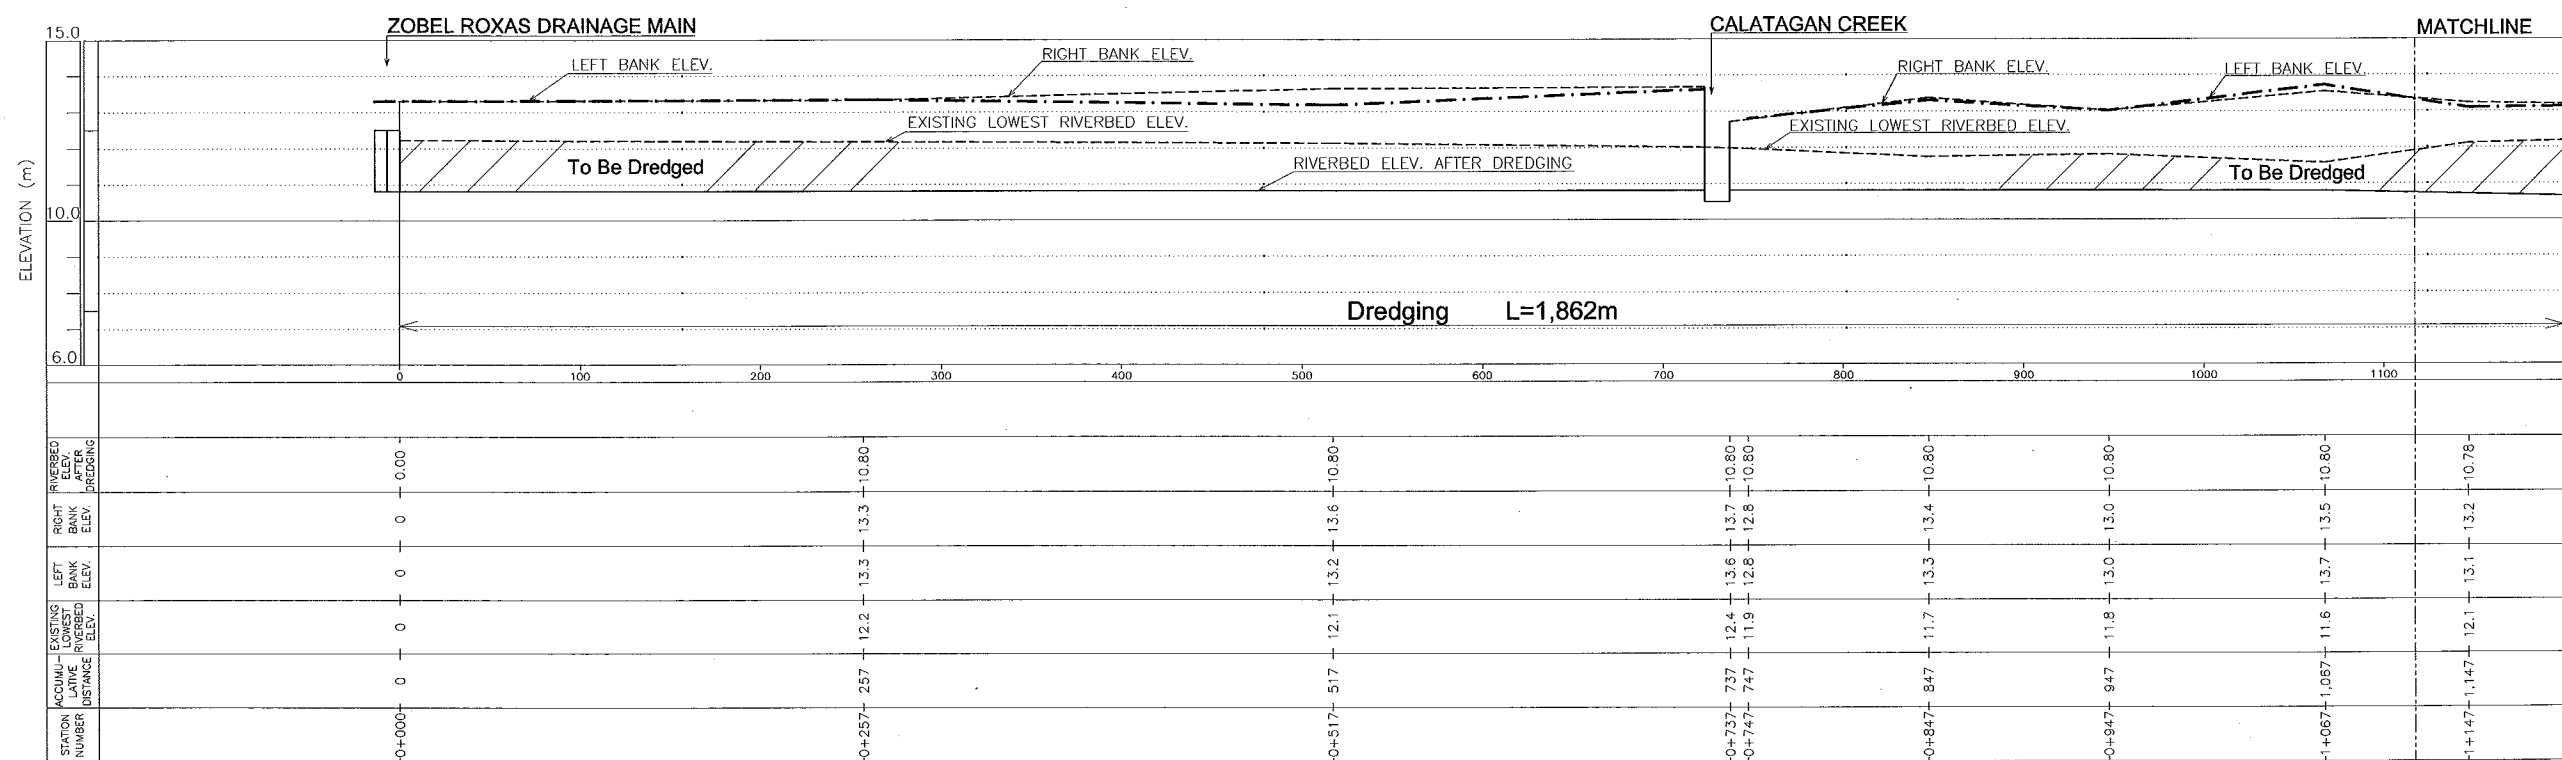 ZOBEL ROXAS DRAINAGE MAIN
CALATAGAN CREEK
MATCHLINE
15.0
LEFT BANK ELEV.
RIGHT BANK ELEV.
RIGHT BANK ELEV.
LEFT BANK ELEV.
EXISTING LOWEST RIVERBED ELEV.
EXISTING LOWEST RIVERBED ELEV.
To Be Dredged
RIVERBED ELEV. AFTER DREDGING
To Be Dredged
10.0
ELEVATION (m)
Dredging L=1,862m
6.0
0 100 200 300 400 500 600 700 800 900 1000 1100
RIVERBED
ELEV.
AFTER
DREDGING
0.00 10.80 10.80 10.80 10.80 10.80 10.80 10.80 10.78
RIGHT
BANK
ELEV.
0 13.3 13.6 13.7 12.8 13.4 13.0 13.5 13.2
LEFT
BANK
ELEV.
0 13.3 13.2 13.6 12.8 13.3 13.0 13.7 13.1
EXISTING
LOWEST
RIVERBED
ELEV.
0 12.2 12.1 12.4 11.9 11.7 11.8 11.6 12.1
ACCUMU-
LATIVE
DISTANCE
0 257 517 737 747 847 947 1,067 1,147
STATION
NUMBER
0+000 0+257 0+517 0+737 0+747 0+847 0+947 1+067 1+147